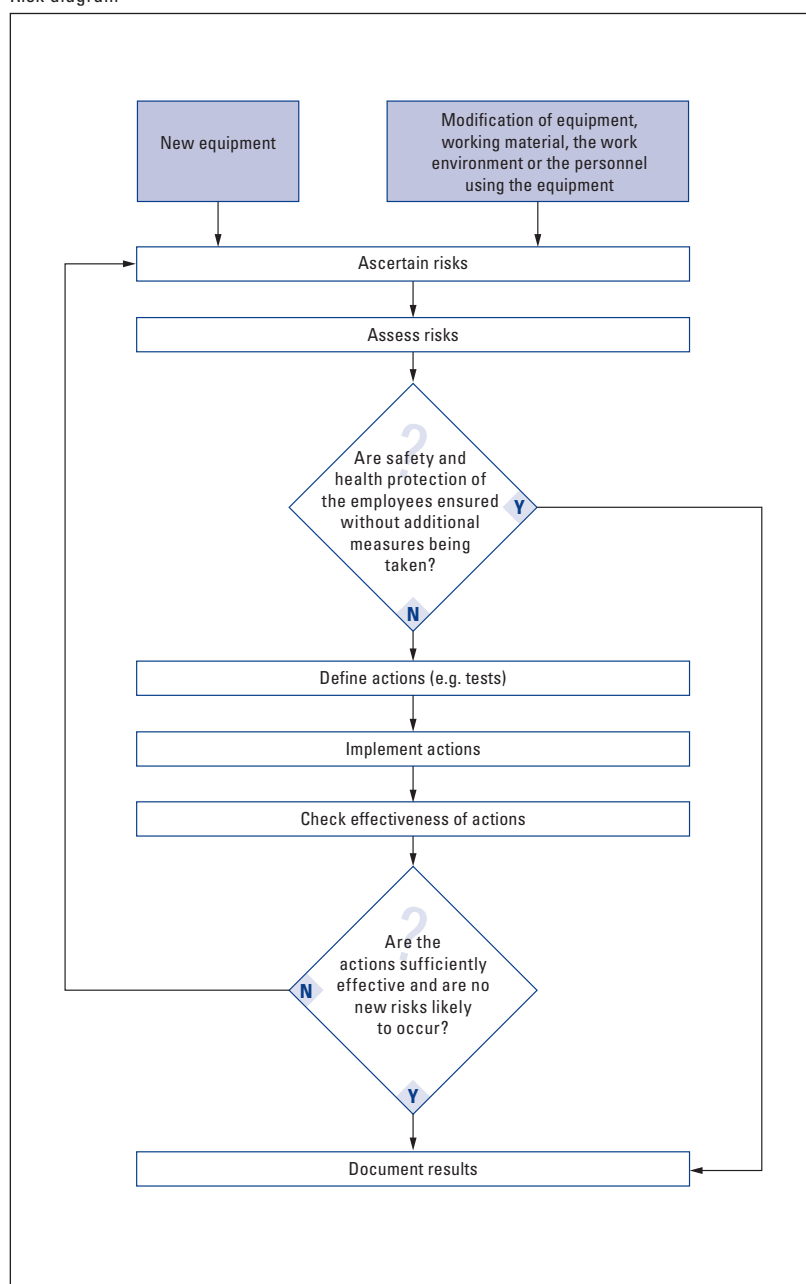 Risk diagram
New equipment
Modification of equipment,
working material, the work
environment or the personnel
using the equipment
Ascertain risks
Assess risks
?
Are safety and
health protection of
the employees ensured
without additional
measures being
taken?
Y
N
Define actions (e.g. tests)
Implement actions
Check effectiveness of actions
?
Are the
actions sufficiently
effective and are no
new risks likely
to occur?
N
Y
Document results